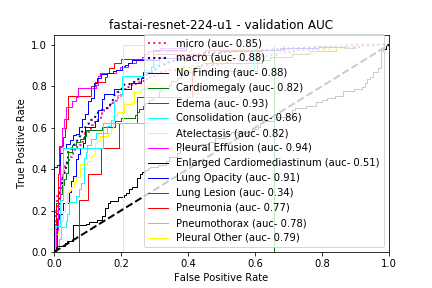 fastai-resnet-224-u1 - validation AUC
True Positive Rate
1.0
0.8
0.6
0.4
0.2
0.0
micro (auc- 0.85)
macro (auc- 0.88)
No Finding (auc- 0.88)
Cardiomegaly (auc- 0.82)
Edema (auc- 0.93)
Consolidation (auc- 0.86)
Atelectasis (auc- 0.82)
Pleural Effusion (auc- 0.94)
Enlarged Cardiomediastinum (auc- 0.51)
Lung Opacity (auc- 0.91)
Lung Lesion (auc- 0.34)
Pneumonia (auc- 0.77)
Pneumothorax (auc- 0.78)
Pleural Other (auc- 0.79)
0.0 0.2 0.4 0.6 0.8 1.0
False Positive Rate